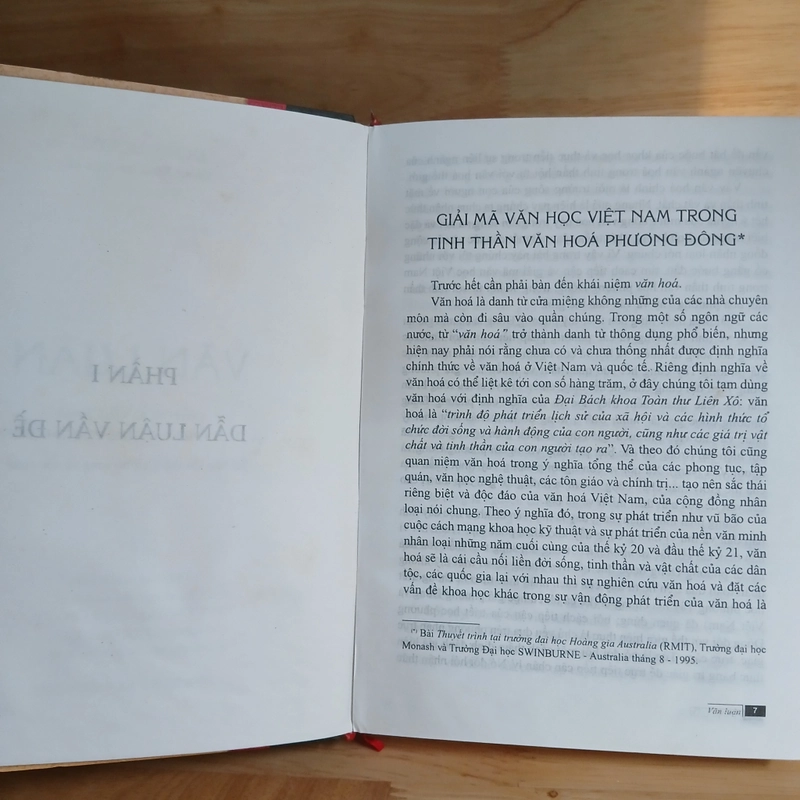 PHẦN I
DẪN LUẬN VẤN ĐỀ
GIẢI MÃ VĂN HỌC VIỆT NAM TRONG
TINH THẦN VĂN HOÁ PHƯƠNG ĐÔNG*
Trước hết cần phải bàn đến khái niệm văn hoá.
Văn hoá là danh từ cửa miệng không những của các nhà chuyên
môn mà còn đi sâu vào quần chúng. Trong một số ngôn ngữ các
nước, từ “văn hoá” trở thành danh từ thông dụng phổ biến, nhưng
hiện nay phải nói rằng chưa có và chưa thống nhất được định nghĩa
chính thức về văn hoá ở Việt Nam và quốc tế. Riêng định nghĩa về
văn hoá có thể liệt kê tới con số hàng trăm, ở đây chúng tôi tạm dùng
văn hoá với định nghĩa của Đại Bách khoa Toàn thư Liên Xô: văn
hoá là “trình độ phát triển lịch sử của xã hội và các hình thức tổ
chức đời sống và hành động của con người, cũng như các giá trị vật
chất và tinh thần của con người tạo ra”. Và theo đó chúng tôi cũng
quan niệm văn hoá trong ý nghĩa tổng thể của các phong tục, tập
quán, văn học nghệ thuật, các tôn giáo và chính trị... tạo nên sắc thái
riêng biệt và độc đáo của văn hoá Việt Nam, của cộng đồng nhân
loại nói chung. Theo ý nghĩa đó, trong sự phát triển như vũ bão của
cuộc cách mạng khoa học kỹ thuật và sự phát triển của nền văn minh
nhân loại những năm cuối cùng của thế kỷ 20 và đầu thế kỷ 21, văn
hoá sẽ là cái cầu nối liền đời sống, tinh thần và vật chất của các dân
tộc, các quốc gia lại với nhau thì sự nghiên cứu văn hoá và đặt các
vấn đề khoa học khác trong sự vận động phát triển của văn hoá là
(*) Bài Thuyết trình tại trường đại học Hoàng gia Australia (RMIT), Trường đại học
Monash và Trường Đại học SWINBURNE - Australia tháng 8 - 1995.
Văn luận 7